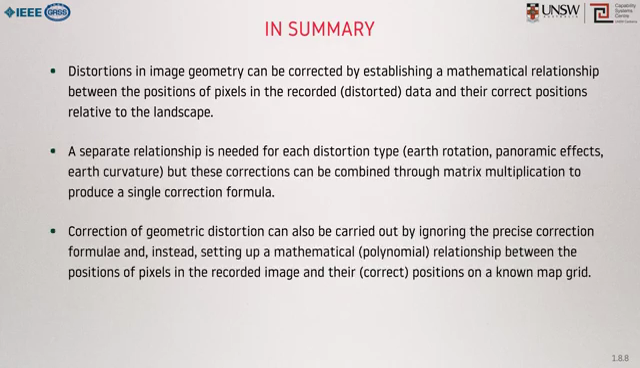 IEEE GRSS
UNSW
AUSTRALIA
Capability
Systems
Centre
UNSW Canberra
IN SUMMARY
• Distortions in image geometry can be corrected by establishing a mathematical relationship
between the positions of pixels in the recorded (distorted) data and their correct positions
relative to the landscape.
• A separate relationship is needed for each distortion type (earth rotation, panoramic effects,
earth curvature) but these corrections can be combined through matrix multiplication to
produce a single correction formula.
• Correction of geometric distortion can also be carried out by ignoring the precise correction
formulae and, instead, setting up a mathematical (polynomial) relationship between the
positions of pixels in the recorded image and their (correct) positions on a known map grid.
1.8.8